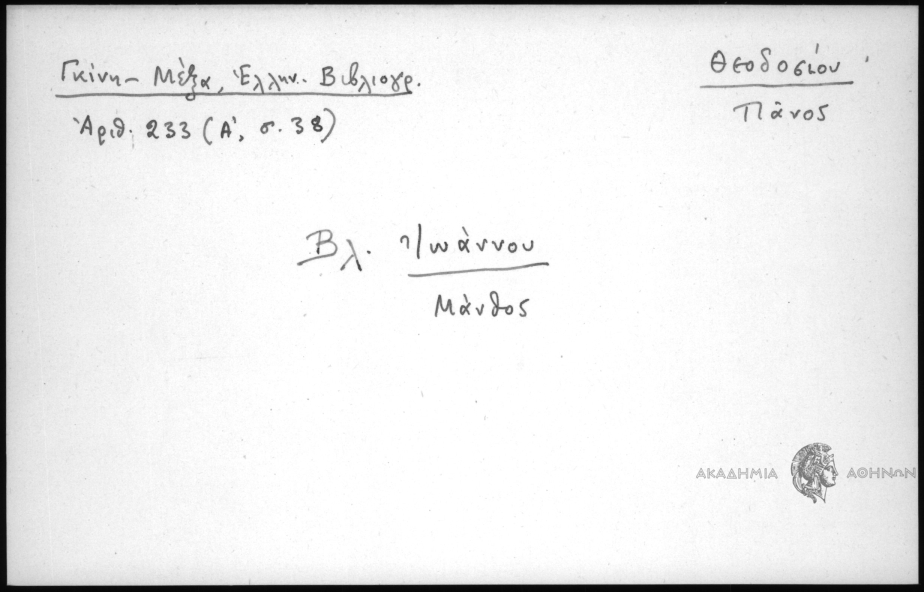 Γκίνη - Μέξα, Ἑλλην. Βιβλιογρ.
Ἀριθ. 233 (Α', σ. 38)
Θεοδοσίου
Πάνος
Βλ. Ἰωάννου
Μάνθος
ΑΚΑΔΗΜΙΑ ΑΘΗΝΩΝ